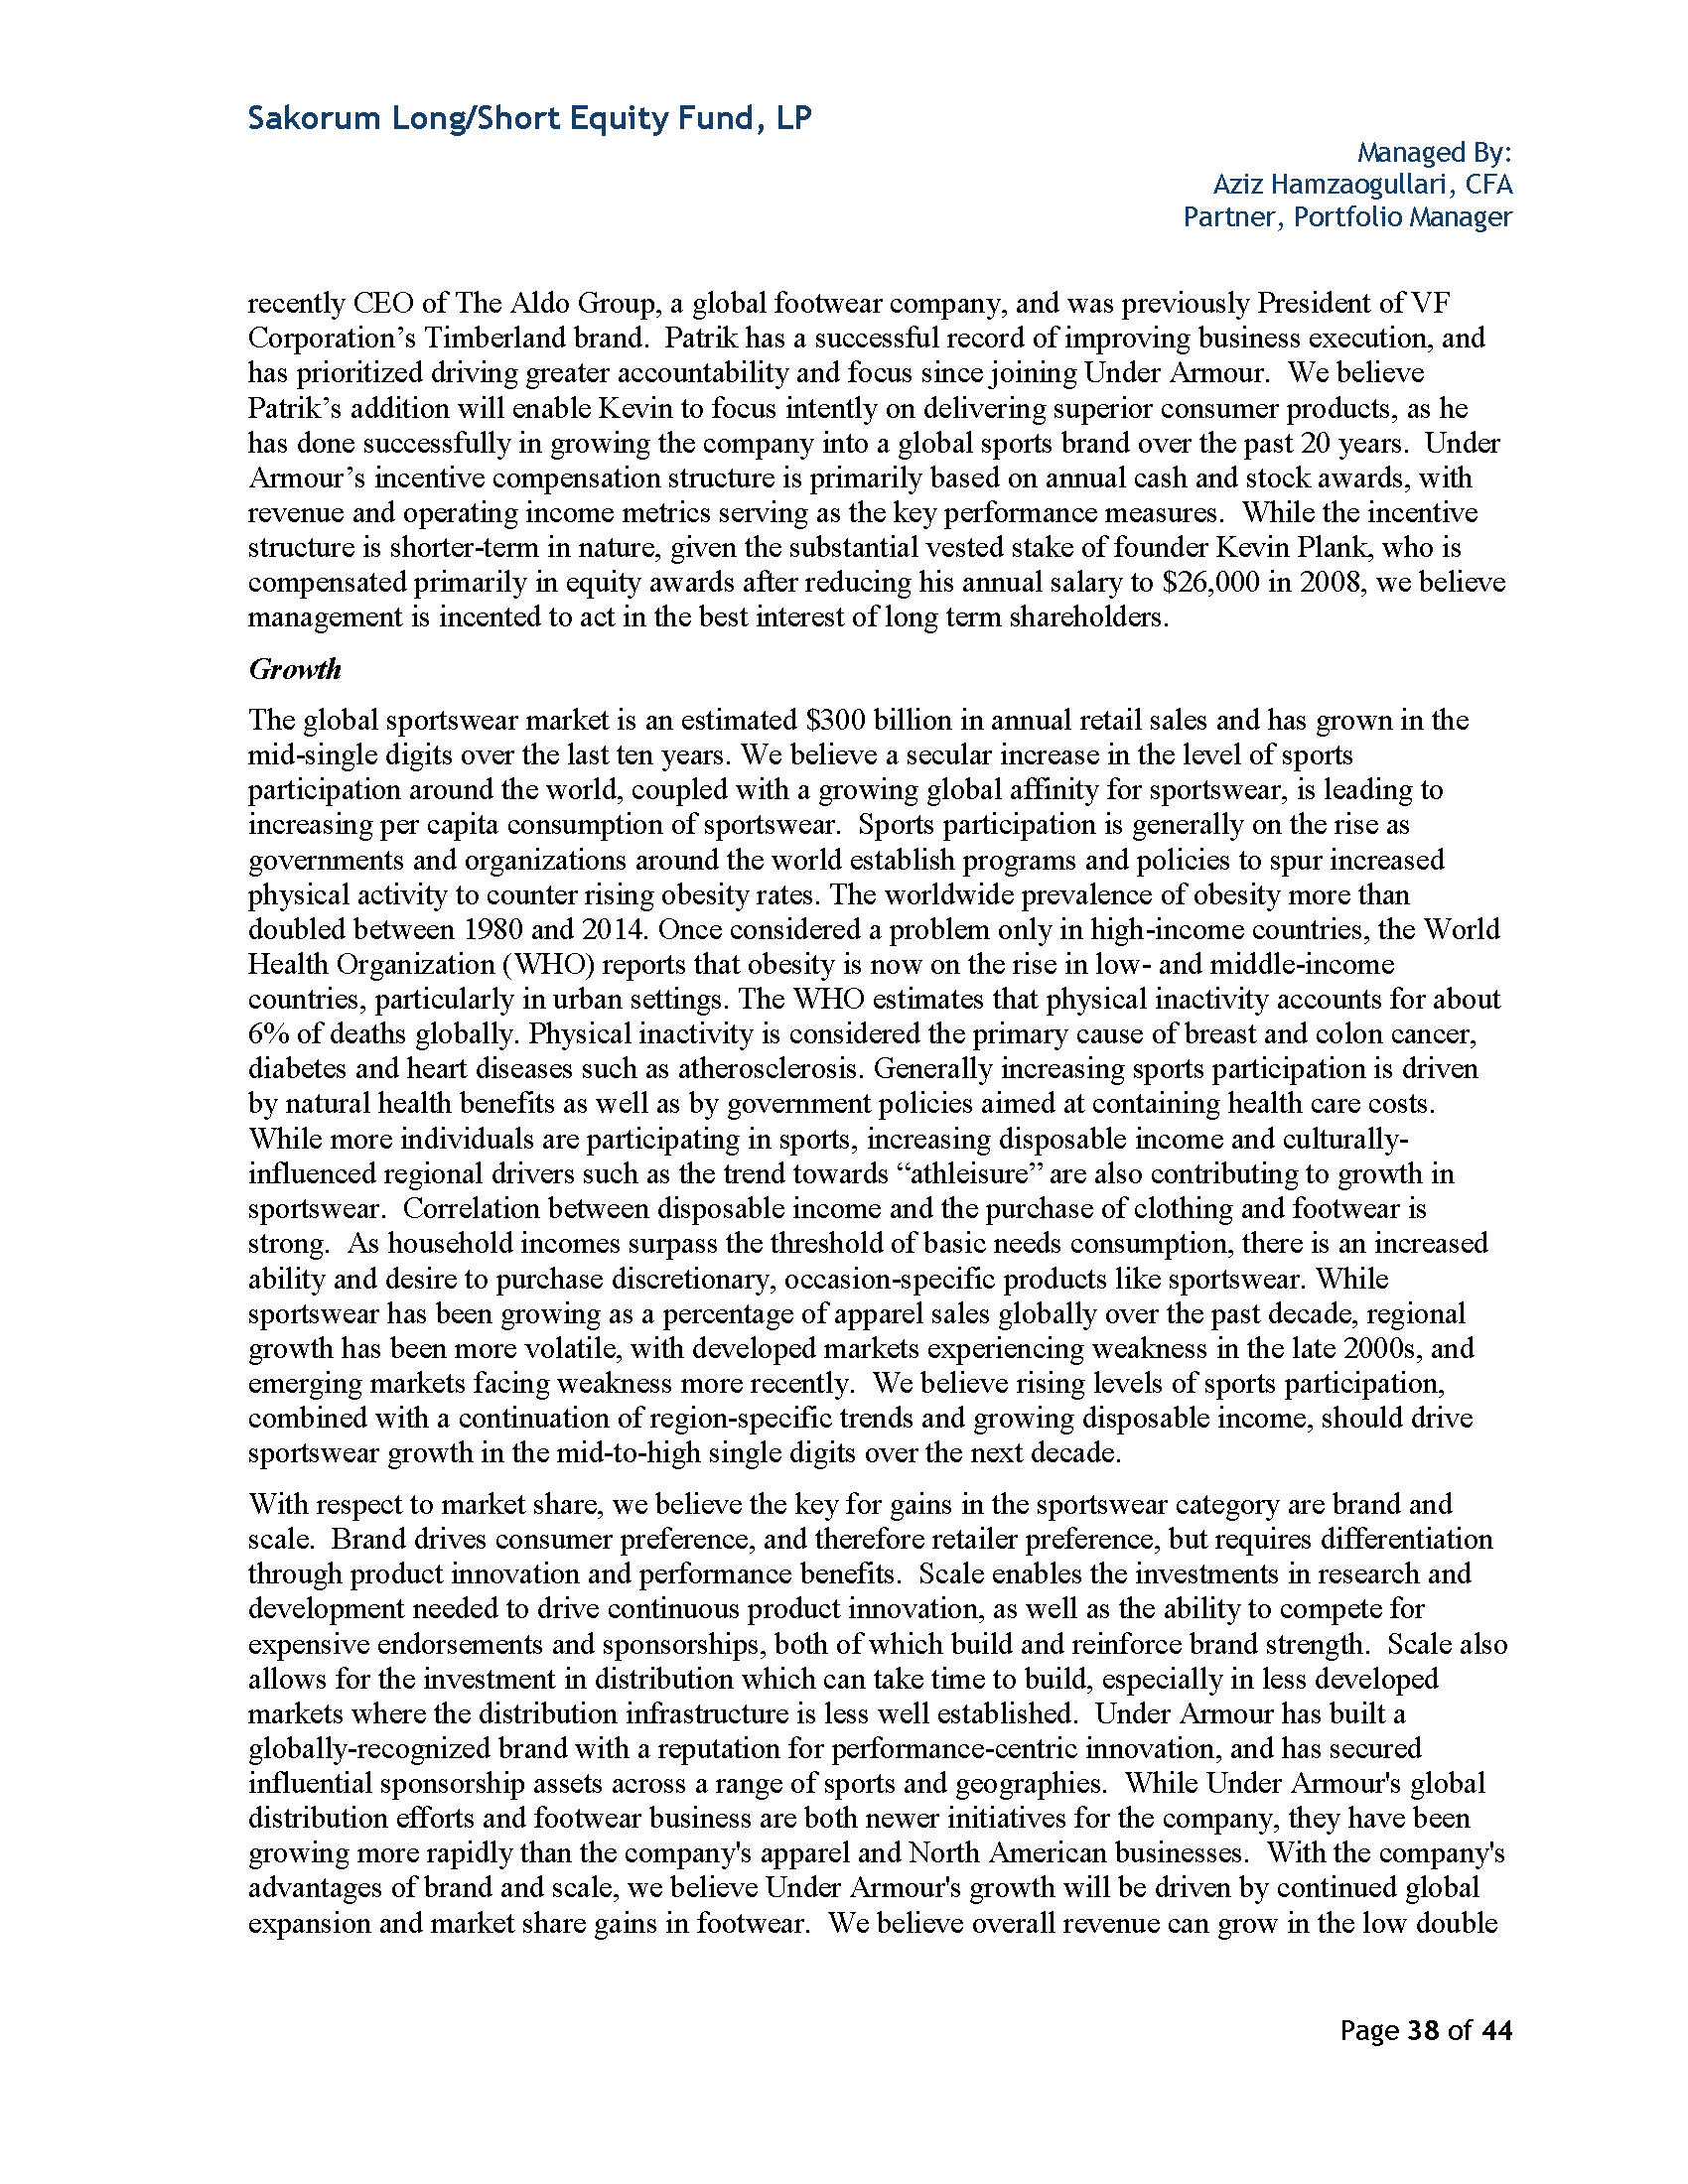 Sakorum Long/Short Equity Fund, LP
Managed By:
Aziz Hamzaogullari, CFA
Partner, Portfolio Manager
recently CEO of The Aldo Group, a global footwear company, and was previously President of VF
Corporation’s Timberland brand.  Patrik has a successful record of improving business execution, and
has prioritized driving greater accountability and focus since joining Under Armour.  We believe
Patrik’s addition will enable Kevin to focus intently on delivering superior consumer products, as he
has done successfully in growing the company into a global sports brand over the past 20 years.  Under
Armour’s incentive compensation structure is primarily based on annual cash and stock awards, with
revenue and operating income metrics serving as the key performance measures.  While the incentive
structure is shorter-term in nature, given the substantial vested stake of founder Kevin Plank, who is
compensated primarily in equity awards after reducing his annual salary to $26,000 in 2008, we believe
management is incented to act in the best interest of long term shareholders.
Growth
The global sportswear market is an estimated $300 billion in annual retail sales and has grown in the
mid-single digits over the last ten years. We believe a secular increase in the level of sports
participation around the world, coupled with a growing global affinity for sportswear, is leading to
increasing per capita consumption of sportswear.  Sports participation is generally on the rise as
governments and organizations around the world establish programs and policies to spur increased
physical activity to counter rising obesity rates. The worldwide prevalence of obesity more than
doubled between 1980 and 2014. Once considered a problem only in high-income countries, the World
Health Organization (WHO) reports that obesity is now on the rise in low- and middle-income
countries, particularly in urban settings. The WHO estimates that physical inactivity accounts for about
6% of deaths globally. Physical inactivity is considered the primary cause of breast and colon cancer,
diabetes and heart diseases such as atherosclerosis. Generally increasing sports participation is driven
by natural health benefits as well as by government policies aimed at containing health care costs.
While more individuals are participating in sports, increasing disposable income and culturally-
influenced regional drivers such as the trend towards “athleisure” are also contributing to growth in
sportswear.  Correlation between disposable income and the purchase of clothing and footwear is
strong.  As household incomes surpass the threshold of basic needs consumption, there is an increased
ability and desire to purchase discretionary, occasion-specific products like sportswear. While
sportswear has been growing as a percentage of apparel sales globally over the past decade, regional
growth has been more volatile, with developed markets experiencing weakness in the late 2000s, and
emerging markets facing weakness more recently.  We believe rising levels of sports participation,
combined with a continuation of region-specific trends and growing disposable income, should drive
sportswear growth in the mid-to-high single digits over the next decade.
With respect to market share, we believe the key for gains in the sportswear category are brand and
scale.  Brand drives consumer preference, and therefore retailer preference, but requires differentiation
through product innovation and performance benefits.  Scale enables the investments in research and
development needed to drive continuous product innovation, as well as the ability to compete for
expensive endorsements and sponsorships, both of which build and reinforce brand strength.  Scale also
allows for the investment in distribution which can take time to build, especially in less developed
markets where the distribution infrastructure is less well established.  Under Armour has built a
globally-recognized brand with a reputation for performance-centric innovation, and has secured
influential sponsorship assets across a range of sports and geographies.  While Under Armour's global
distribution efforts and footwear business are both newer initiatives for the company, they have been
growing more rapidly than the company's apparel and North American businesses.  With the company's
advantages of brand and scale, we believe Under Armour's growth will be driven by continued global
expansion and market share gains in footwear.  We believe overall revenue can grow in the low double
Page 38 of 44